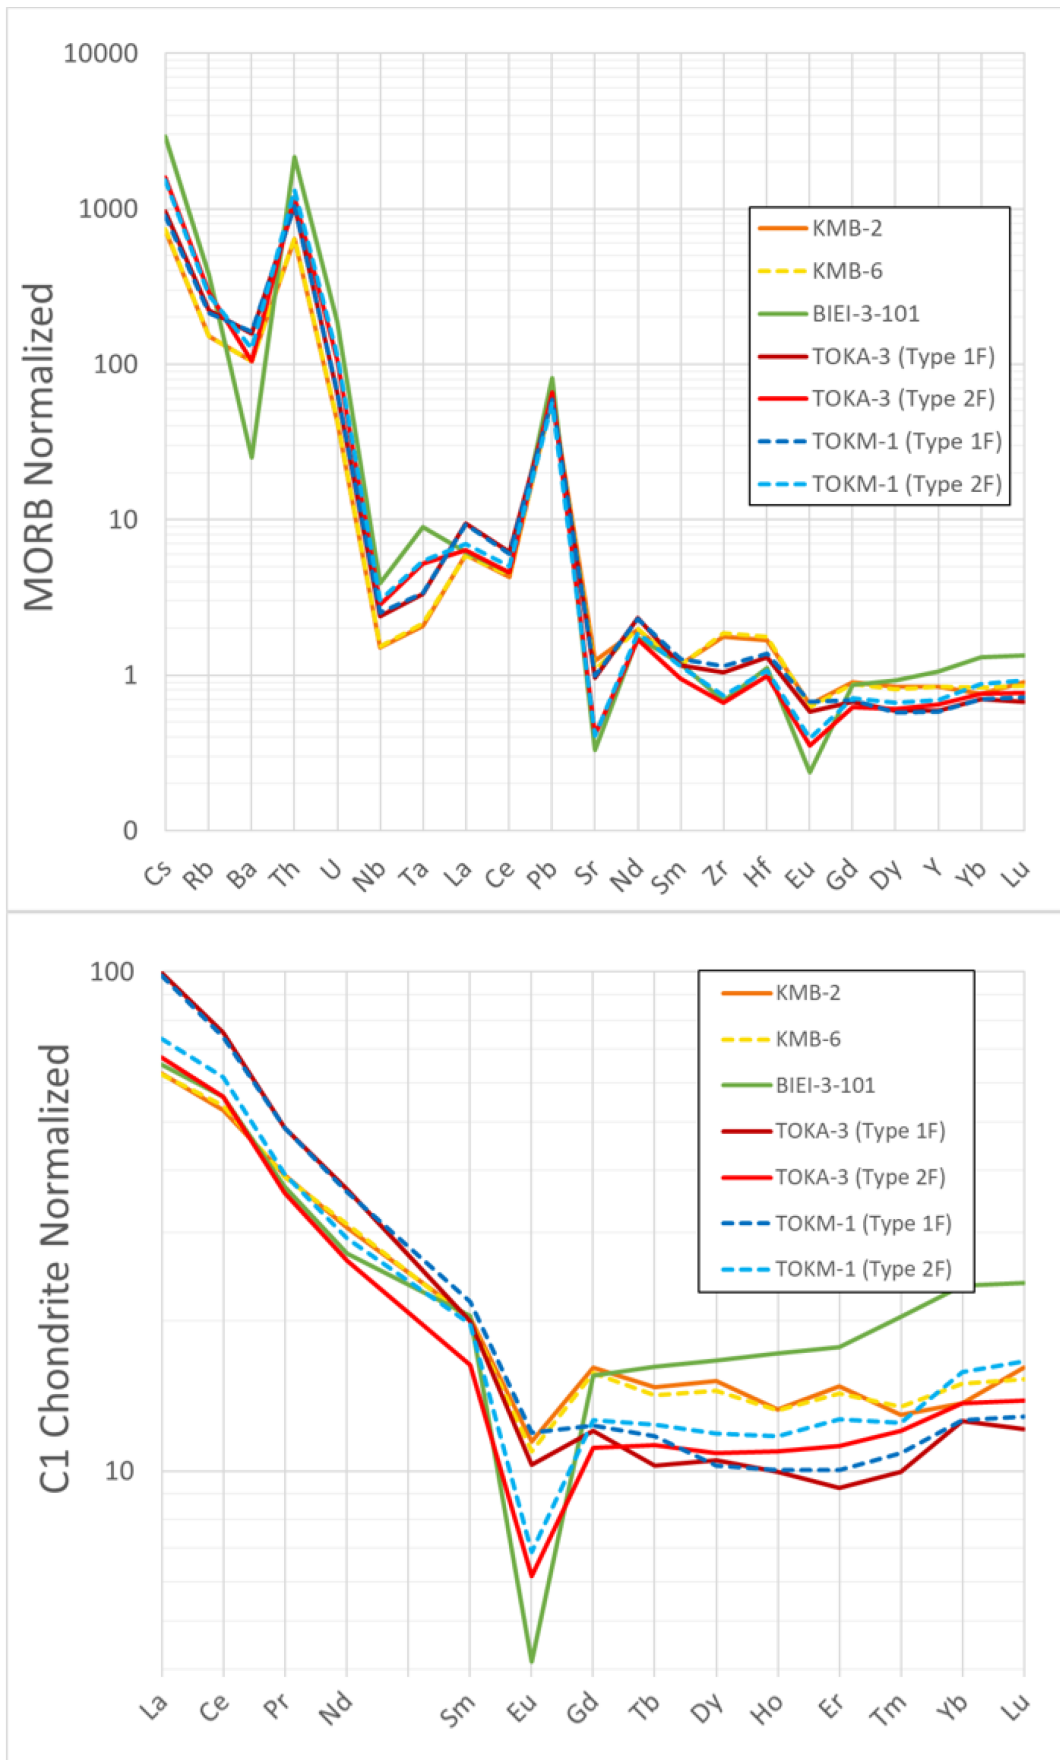 10000
1000
100
10
1
0
MORB Normalized
KMB-2
KMB-6
BIEI-3-101
TOKA-3 (Type 1F)
TOKA-3 (Type 2F)
TOKM-1 (Type 1F)
TOKM-1 (Type 2F)
Cs Rb Ba Th U Nb Ta La Ce Pb Sr Nd Sm Zr Hf Eu Gd Dy Y Yb Lu
100
10
C1 Chondrite Normalized
KMB-2
KMB-6
BIEI-3-101
TOKA-3 (Type 1F)
TOKA-3 (Type 2F)
TOKM-1 (Type 1F)
TOKM-1 (Type 2F)
La Ce Pr Nd Sm Eu Gd Tb Dy Ho Er Tm Yb Lu